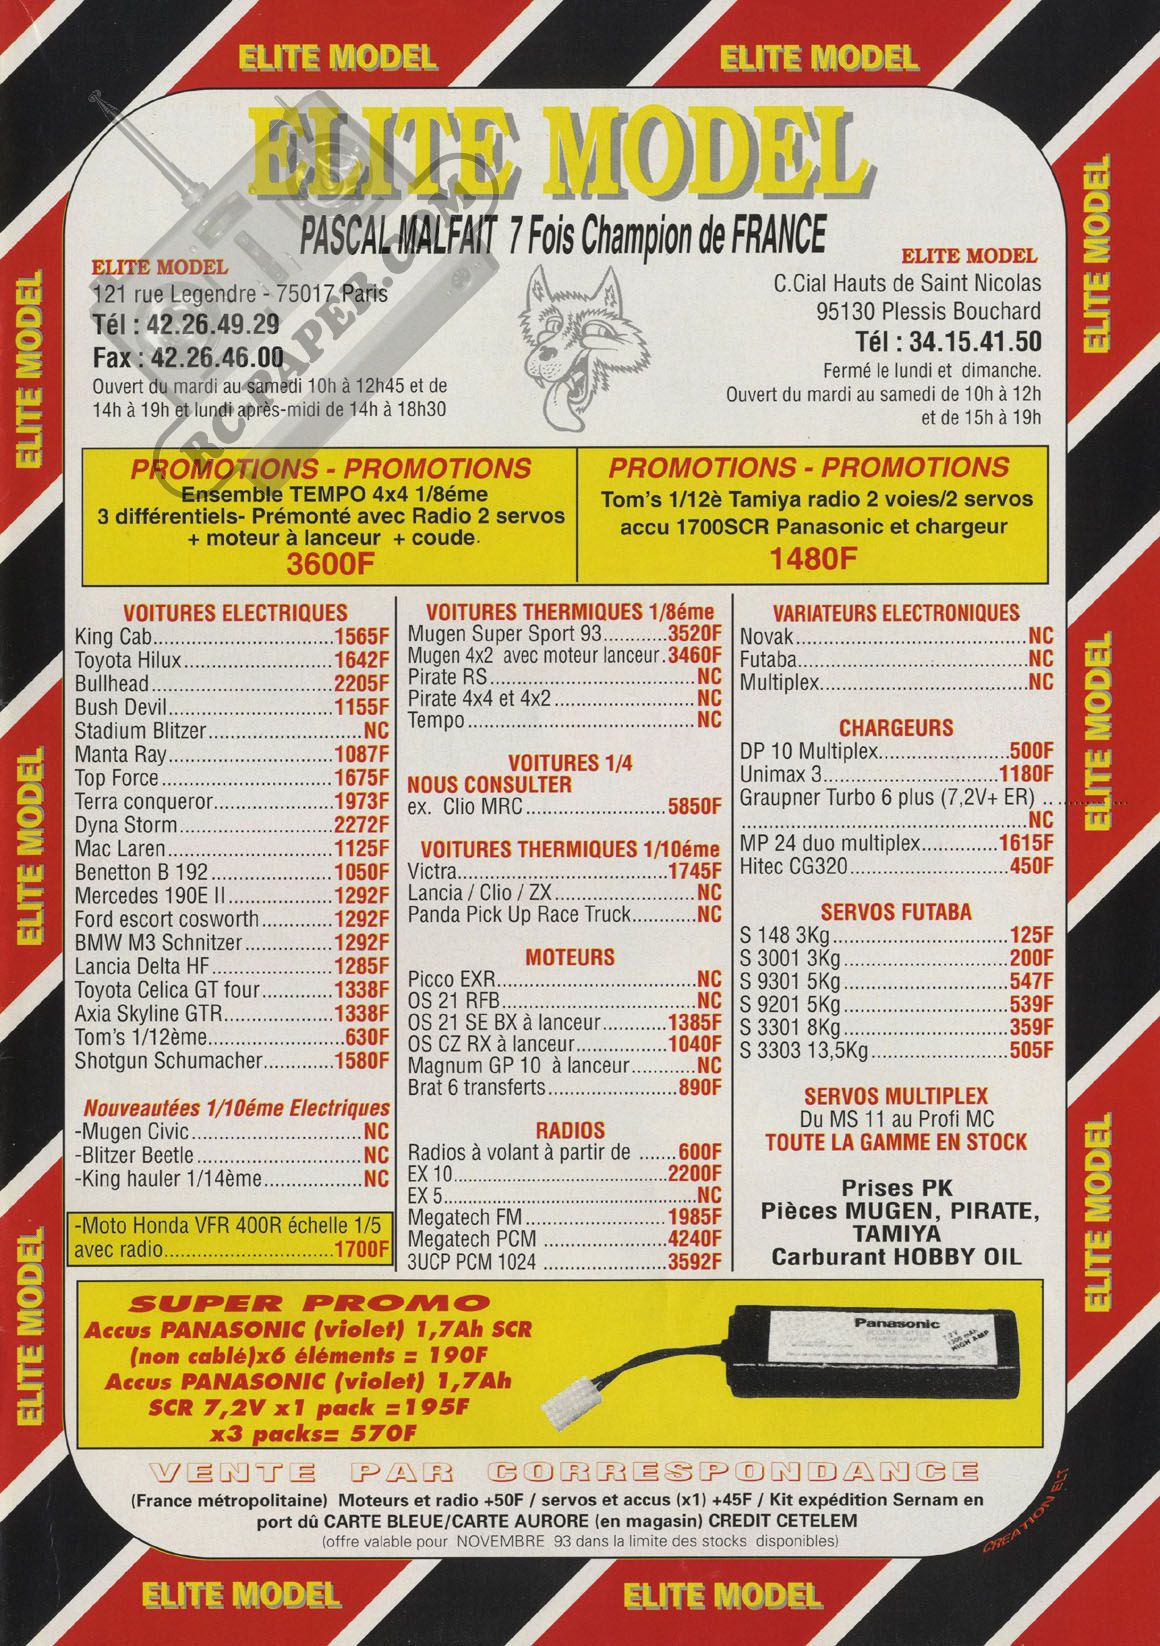 ELITE MODEL
ELITE MODEL
ELITE MODEL
PASCAL MALFAIT 7 Fois Champion de FRANCE
ELITE MODEL
121 rue Legendre - 75017 Paris
Tél : 42.26.49.29
Fax : 42.26.46.00
Ouvert du mardi au samedi 10h à 12h45 et de
14h à 19h et lundi après-midi de 14h à 18h30
ELITE MODEL
C.Cial Hauts de Saint Nicolas
95130 Plessis Bouchard
Tél : 34.15.41.50
Fermé le lundi et dimanche.
Ouvert du mardi au samedi de 10h à 12h
et de 15h à 19h
RC-PAPER.COM
PROMOTIONS - PROMOTIONS
Ensemble TEMPO 4x4 1/8éme
3 différentiels- Prémonté avec Radio 2 servos
+ moteur à lanceur + coude.
3600F
PROMOTIONS - PROMOTIONS
Tom's 1/12è Tamiya radio 2 voies/2 servos
accu 1700SCR Panasonic et chargeur
1480F
VOITURES ELECTRIQUES
King Cab..........1565F
Toyota Hilux..........1642F
Bullhead..........2205F
Bush Devil..........1155F
Stadium Blitzer..........NC
Manta Ray..........1087F
Top Force..........1675F
Terra conqueror..........1973F
Dyna Storm..........2272F
Mac Laren..........1125F
Benetton B 192..........1050F
Mercedes 190E II..........1292F
Ford escort cosworth..........1292F
BMW M3 Schnitzer..........1292F
Lancia Delta HF..........1285F
Toyota Celica GT four..........1338F
Axia Skyline GTR..........1338F
Tom's 1/12ème..........630F
Shotgun Schumacher..........1580F
Nouveautées 1/10éme Electriques
-Mugen Civic..........NC
-Blitzer Beetle..........NC
-King hauler 1/14ème..........NC
-Moto Honda VFR 400R échelle 1/5
avec radio..........1700F
VOITURES THERMIQUES 1/8éme
Mugen Super Sport 93..........3520F
Mugen 4x2 avec moteur lanceur.3460F
Pirate RS..........NC
Pirate 4x4 et 4x2..........NC
Tempo..........NC
VOITURES 1/4
NOUS CONSULTER
ex. Clio MRC..........5850F
VOITURES THERMIQUES 1/10éme
Victra..........1745F
Lancia / Clio / ZX..........NC
Panda Pick Up Race Truck..........NC
MOTEURS
Picco EXR..........NC
OS 21 RFB..........NC
OS 21 SE BX à lanceur..........1385F
OS CZ RX à lanceur..........1040F
Magnum GP 10 à lanceur..........NC
Brat 6 transferts..........890F
RADIOS
Radios à volant à partir de .......600F
EX 10..........2200F
EX 5..........NC
Megatech FM..........1985F
Megatech PCM..........4240F
3UCP PCM 1024..........3592F
VARIATEURS ELECTRONIQUES
Novak..........NC
Futaba..........NC
Multiplex..........NC
CHARGEURS
DP 10 Multiplex..........500F
Unimax 3..........1180F
Graupner Turbo 6 plus (7,2V+ ER) ..............
..........NC
MP 24 duo multiplex..........1615F
Hitec CG320..........450F
SERVOS FUTABA
S 148 3Kg..........125F
S 3001 3Kg..........200F
S 9301 5Kg..........547F
S 9201 5Kg..........539F
S 3301 8Kg..........359F
S 3303 13,5Kg..........505F
SERVOS MULTIPLEX
Du MS 11 au Profi MC
TOUTE LA GAMME EN STOCK
Prises PK
Pièces MUGEN, PIRATE,
TAMIYA
Carburant HOBBY OIL
SUPER PROMO
Accus PANASONIC (violet) 1,7Ah SCR
(non cablé)x6 éléments = 190F
Accus PANASONIC (violet) 1,7Ah
SCR 7,2V x1 pack =195F
x3 packs= 570F
Panasonic
7.2V
HIGH AMP
VENTE PAR CORRESPONDANCE
(France métropolitaine) Moteurs et radio +50F / servos et accus (x1) +45F / Kit expédition Sernam en
port dû CARTE BLEUE/CARTE AURORE (en magasin) CREDIT CETELEM
(offre valable pour NOVEMBRE 93 dans la limite des stocks disponibles)
CREATION ELT
ELITE MODEL
ELITE MODEL
ELITE MODEL
ELITE MODEL
ELITE MODEL
ELITE MODEL
ELITE MODEL
ELITE MODEL